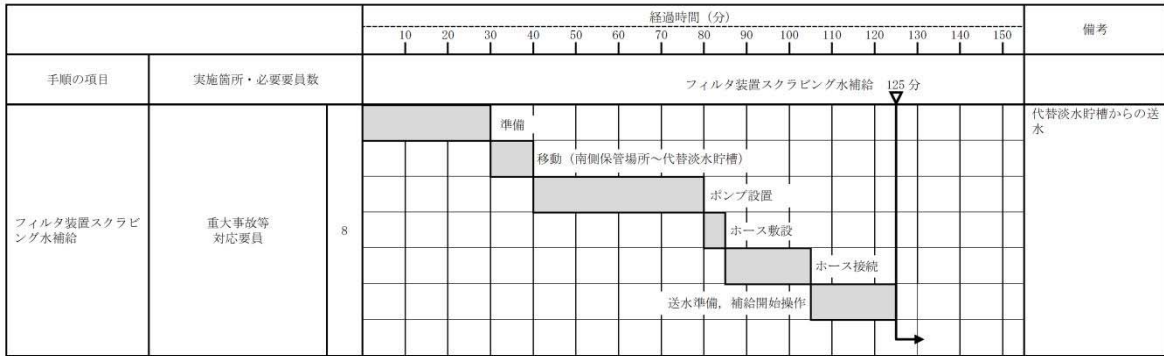 経過時間（分）
備考
10 20 30 40 50 60 70 80 90 100 110 120 130 140 150
手順の項目
実施箇所・必要要員数
フィルタ装置スクラビング水補給 125 分
代替淡水貯槽からの送
水
準備
移動（南側保管場所～代替淡水貯槽）
ポンプ設置
フィルタ装置スクラビ
ング水補給
重大事故等
対応要員
8
ホース敷設
ホース接続
送水準備，補給開始操作